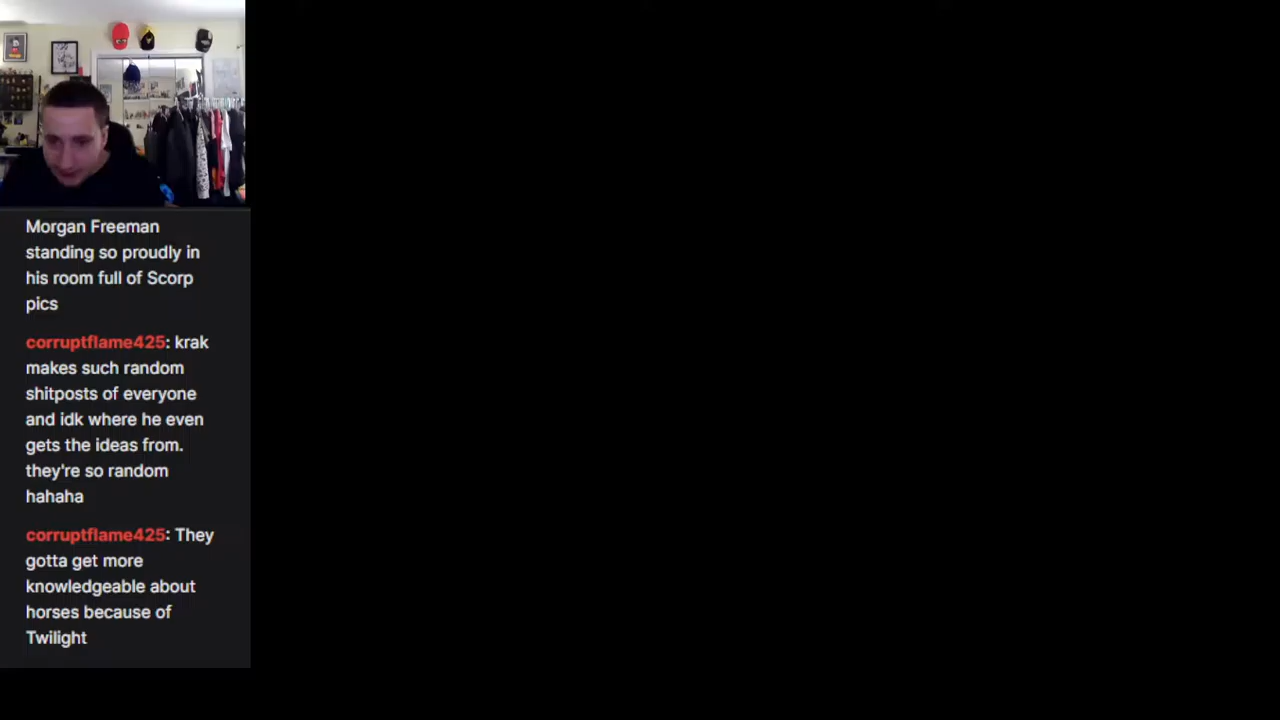 Morgan Freeman
standing so proudly in
his room full of Scorp
pics
corruptflame425: krak
makes such random
shitposts of everyone
and idk where he even
gets the ideas from.
they're so random
hahaha
corruptflame425: They
gotta get more
knowledgeable about
horses because of
Twilight